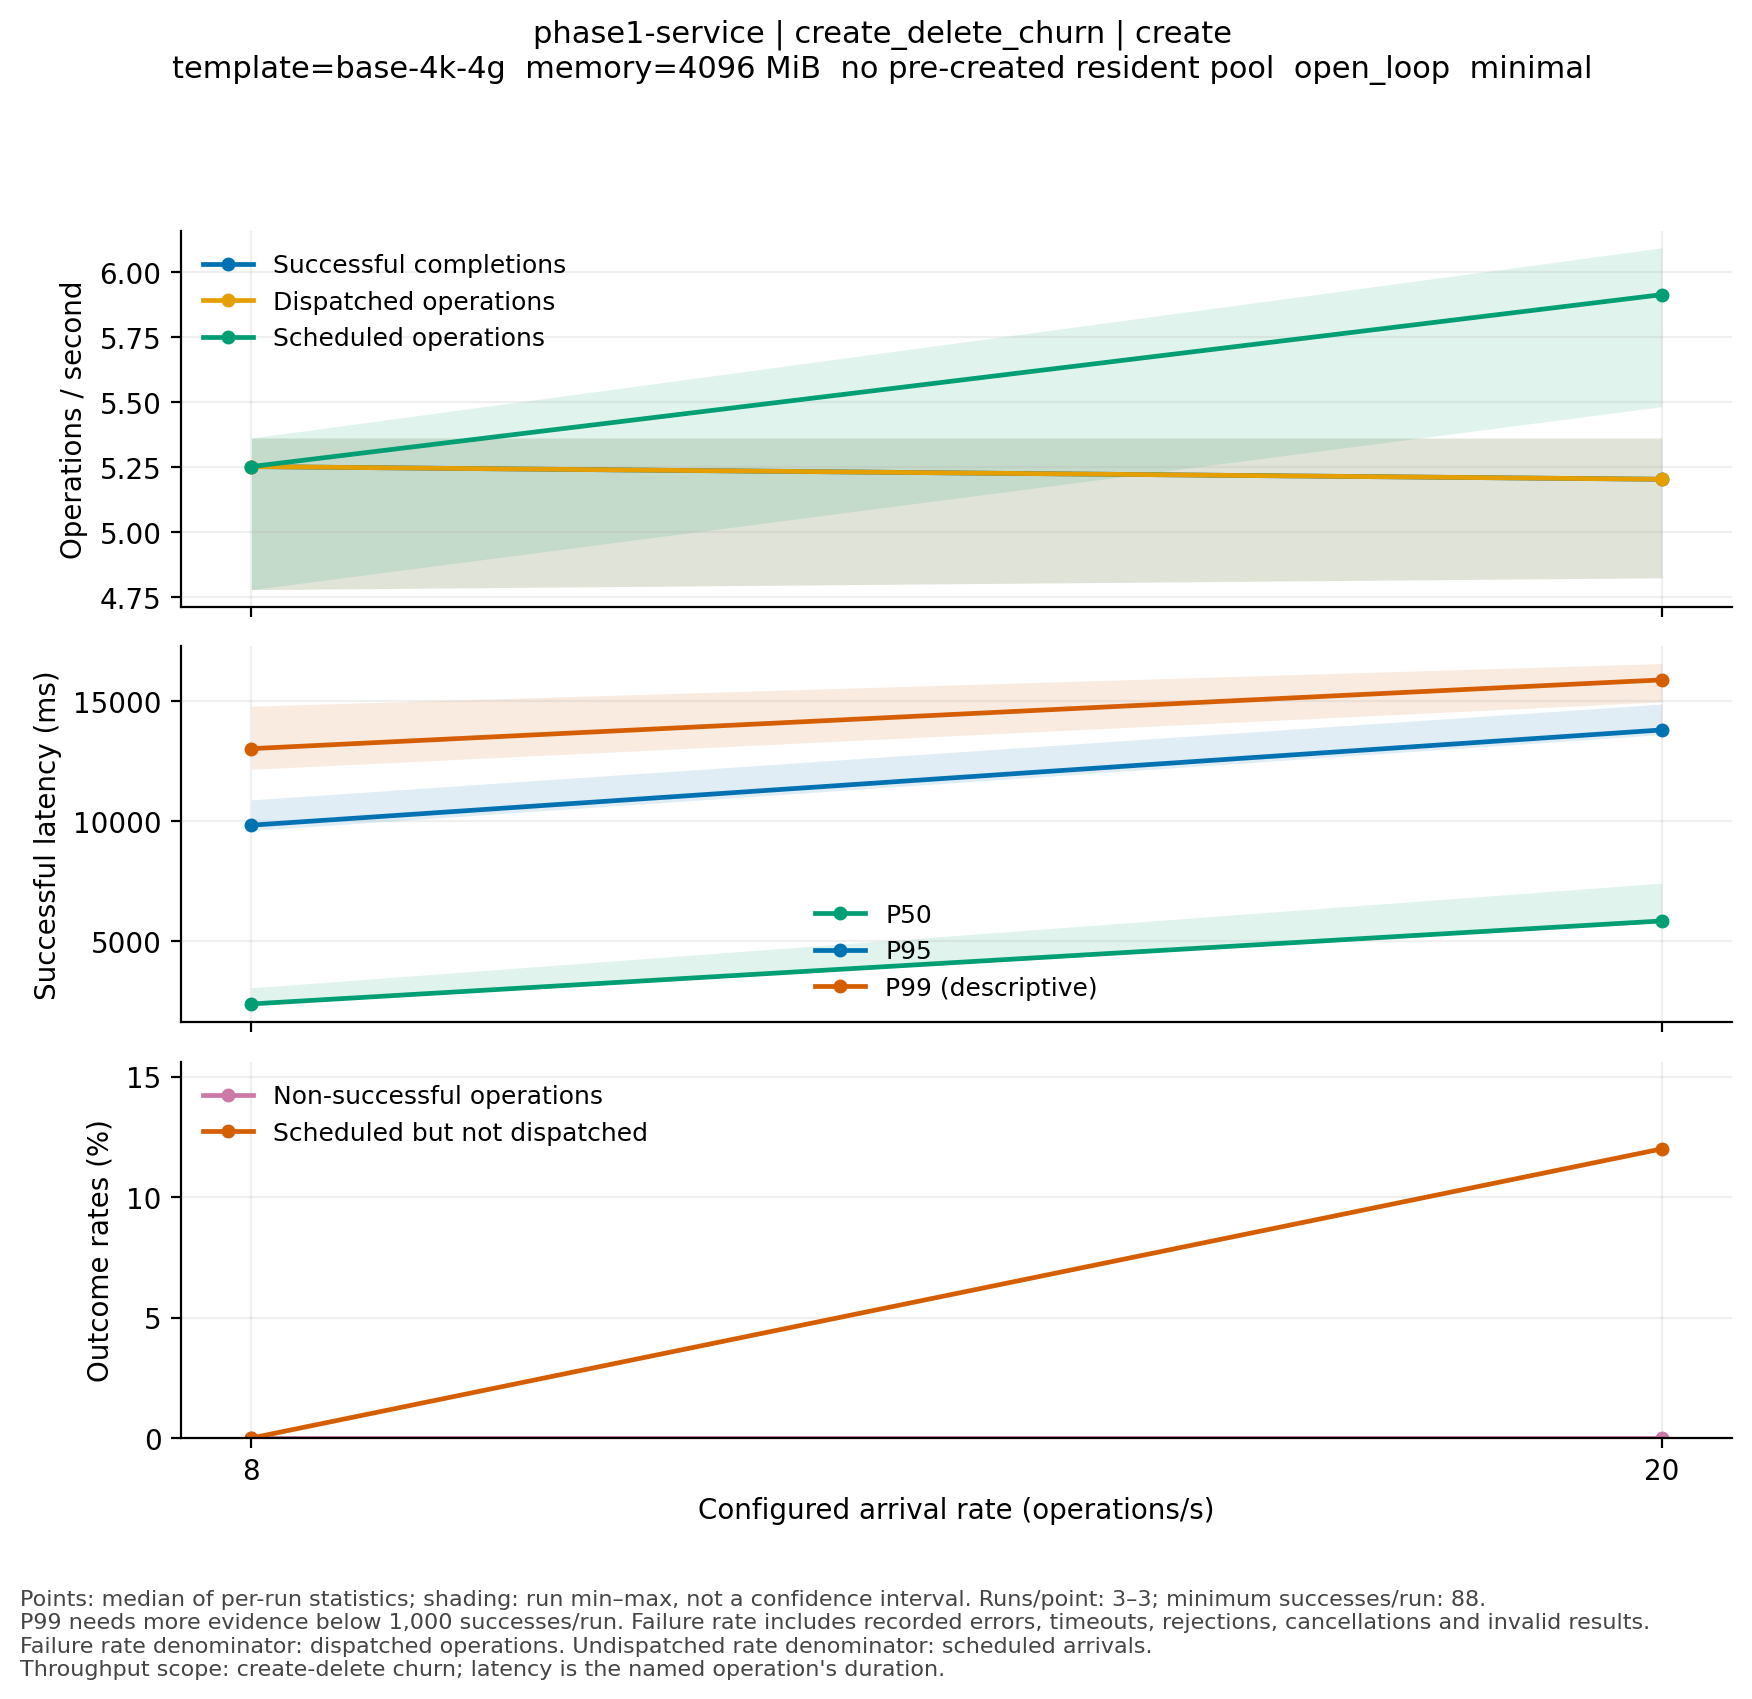 phase1-service | create_delete_churn | create
template=base-4k-4g  memory=4096 MiB  no pre-created resident pool  open_loop  minimal
Operations / second
6.00
5.75
5.50
5.25
5.00
4.75
Successful completions
Dispatched operations
Scheduled operations
Successful latency (ms)
15000
10000
5000
P50
P95
P99 (descriptive)
Outcome rates (%)
15
10
5
0
Non-successful operations
Scheduled but not dispatched
8
20
Configured arrival rate (operations/s)
Points: median of per-run statistics; shading: run min–max, not a confidence interval. Runs/point: 3–3; minimum successes/run: 88.
P99 needs more evidence below 1,000 successes/run. Failure rate includes recorded errors, timeouts, rejections, cancellations and invalid results.
Failure rate denominator: dispatched operations. Undispatched rate denominator: scheduled arrivals.
Throughput scope: create-delete churn; latency is the named operation's duration.